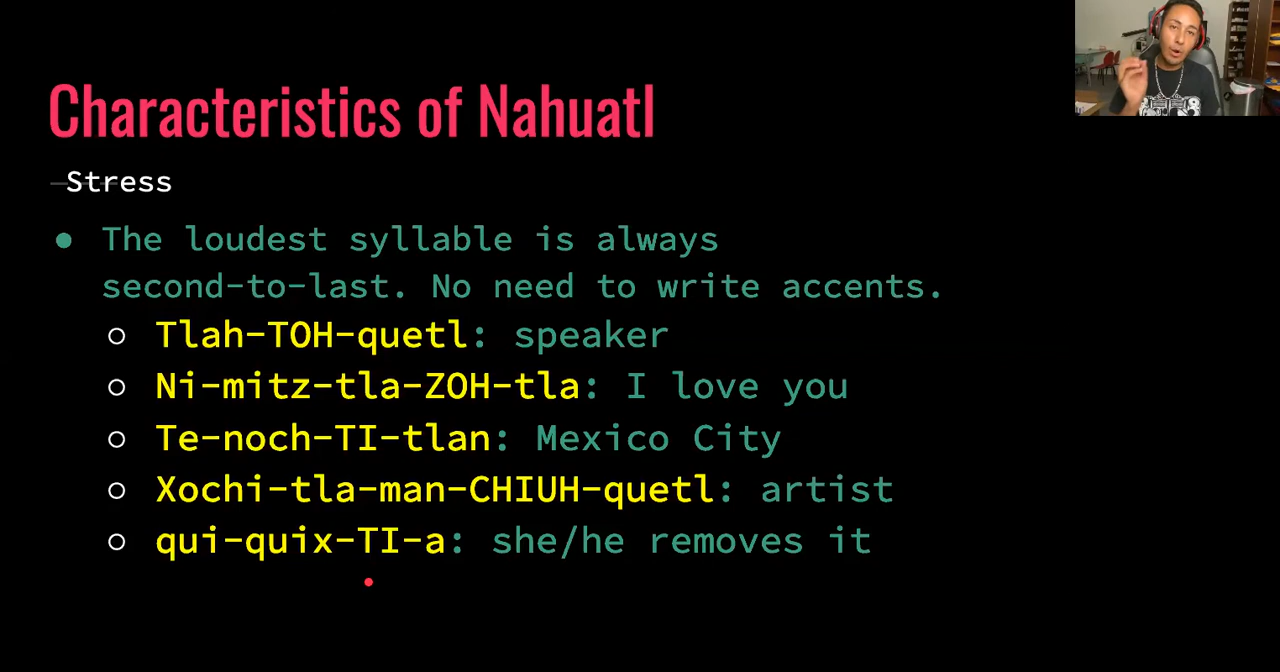 Characteristics of Nahuatl
Stress
● The loudest syllable is always
second-to-last. No need to write accents.
○ Tlah-TOH-quetl: speaker
○ Ni-mitz-tla-ZOH-tla: I love you
○ Te-noch-TI-tlan: Mexico City
○ Xochi-tla-man-CHIUH-quetl: artist
○ qui-quix-TI-a: she/he removes it